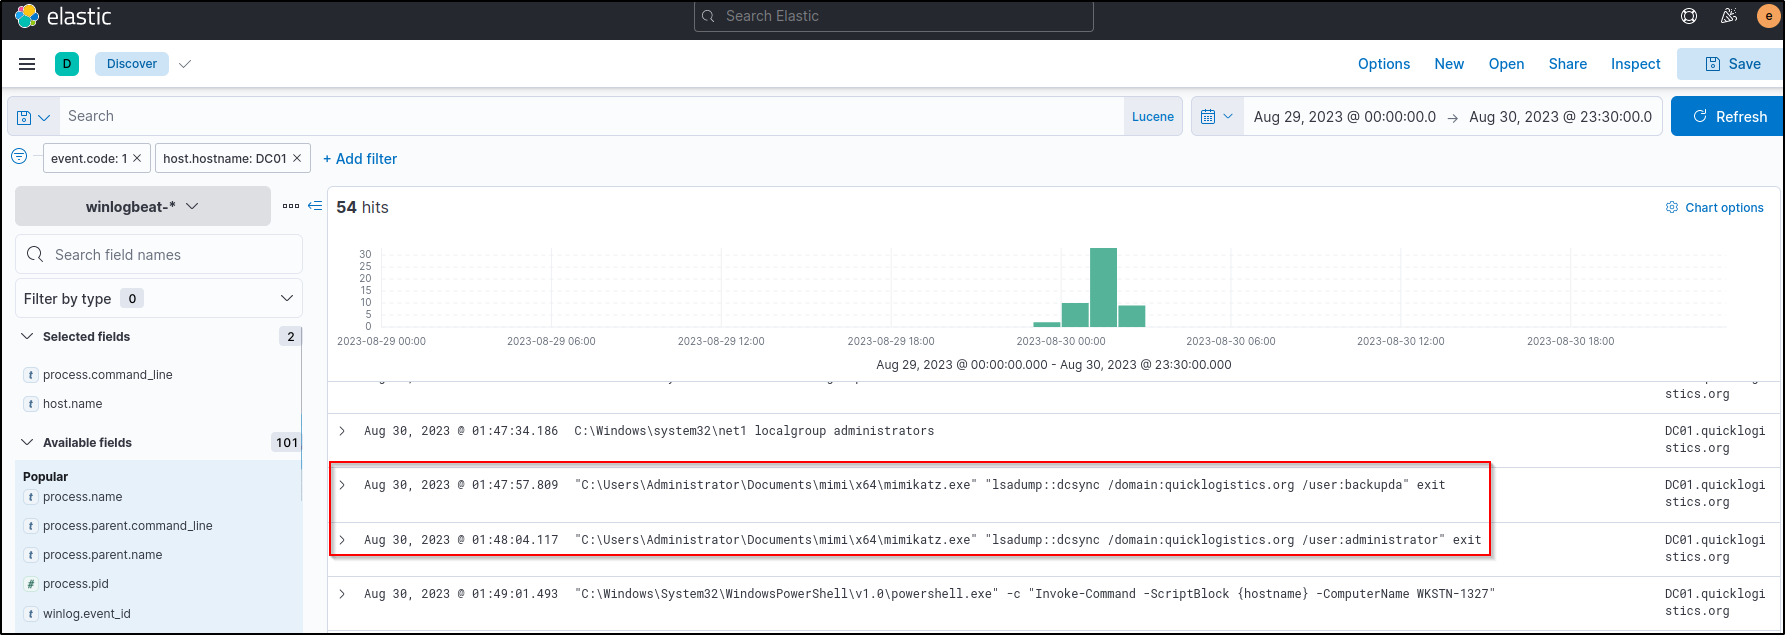 elastic
Search Elastic
e
D
Discover
Options New Open Share Inspect Save
Search
Lucene
Aug 29, 2023 @ 00:00:00.0 → Aug 30, 2023 @ 23:30:00.0
Refresh
event.code: 1 ×
host.hostname: DC01 ×
+ Add filter
winlogbeat-*
54 hits
Chart options
Search field names
Filter by type 0
Selected fields 2
t process.command_line
t host.name
Available fields 101
Popular
t process.name
t process.parent.command_line
t process.parent.name
# process.pid
t winlog.event_id
30
25
20
15
10
5
0
2023-08-29 00:00 2023-08-29 06:00 2023-08-29 12:00 2023-08-29 18:00 2023-08-30 00:00 2023-08-30 06:00 2023-08-30 12:00 2023-08-30 18:00
Aug 29, 2023 @ 00:00:00.000 - Aug 30, 2023 @ 23:30:00.000
stics.org
Aug 30, 2023 @ 01:47:34.186 C:\Windows\system32\net1 localgroup administrators DC01.quicklogi
stics.org
Aug 30, 2023 @ 01:47:57.809 "C:\Users\Administrator\Documents\mimi\x64\mimikatz.exe" "lsadump::dcsync /domain:quicklogistics.org /user:backupda" exit DC01.quicklogi
stics.org
Aug 30, 2023 @ 01:48:04.117 "C:\Users\Administrator\Documents\mimi\x64\mimikatz.exe" "lsadump::dcsync /domain:quicklogistics.org /user:administrator" exit DC01.quicklogi
stics.org
Aug 30, 2023 @ 01:49:01.493 "C:\Windows\System32\WindowsPowerShell\v1.0\powershell.exe" -c "Invoke-Command -ScriptBlock {hostname} -ComputerName WKSTN-1327" DC01.quicklogi
stics.org